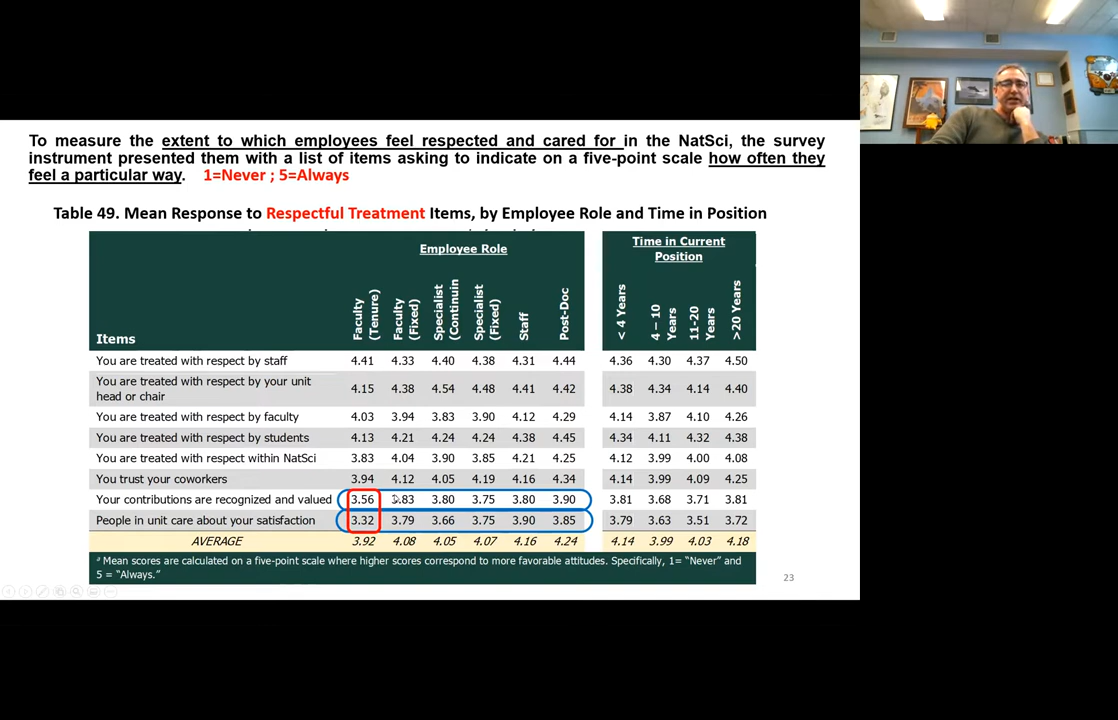 To measure the extent to which employees feel respected and cared for in the NatSci, the survey
instrument presented them with a list of items asking to indicate on a five-point scale how often they
feel a particular way. 1=Never ; 5=Always
Table 49. Mean Response to Respectful Treatment Items, by Employee Role and Time in Position
Employee Role
Time in Current
Position
Items
Faculty
(Tenure)
Faculty
(Fixed)
Specialist
(Continuin
Specialist
(Fixed)
Staff
Post-Doc
< 4 Years
4 – 10
Years
11-20
Years
>20 Years
You are treated with respect by staff 4.41 4.33 4.40 4.38 4.31 4.44 4.36 4.30 4.37 4.50
You are treated with respect by your unit
head or chair 4.15 4.38 4.54 4.48 4.41 4.42 4.38 4.34 4.14 4.40
You are treated with respect by faculty 4.03 3.94 3.83 3.90 4.12 4.29 4.14 3.87 4.10 4.26
You are treated with respect by students 4.13 4.21 4.24 4.24 4.38 4.45 4.34 4.11 4.32 4.38
You are treated with respect within NatSci 3.83 4.04 3.90 3.85 4.21 4.25 4.12 3.99 4.00 4.08
You trust your coworkers 3.94 4.12 4.05 4.19 4.16 4.34 4.14 3.99 4.09 4.25
Your contributions are recognized and valued 3.56 3.83 3.80 3.75 3.80 3.90 3.81 3.68 3.71 3.81
People in unit care about your satisfaction 3.32 3.79 3.66 3.75 3.90 3.85 3.79 3.63 3.51 3.72
AVERAGE 3.92 4.08 4.05 4.07 4.16 4.24 4.14 3.99 4.03 4.18
a Mean scores are calculated on a five-point scale where higher scores correspond to more favorable attitudes. Specifically, 1= “Never” and
5 = “Always.”
23